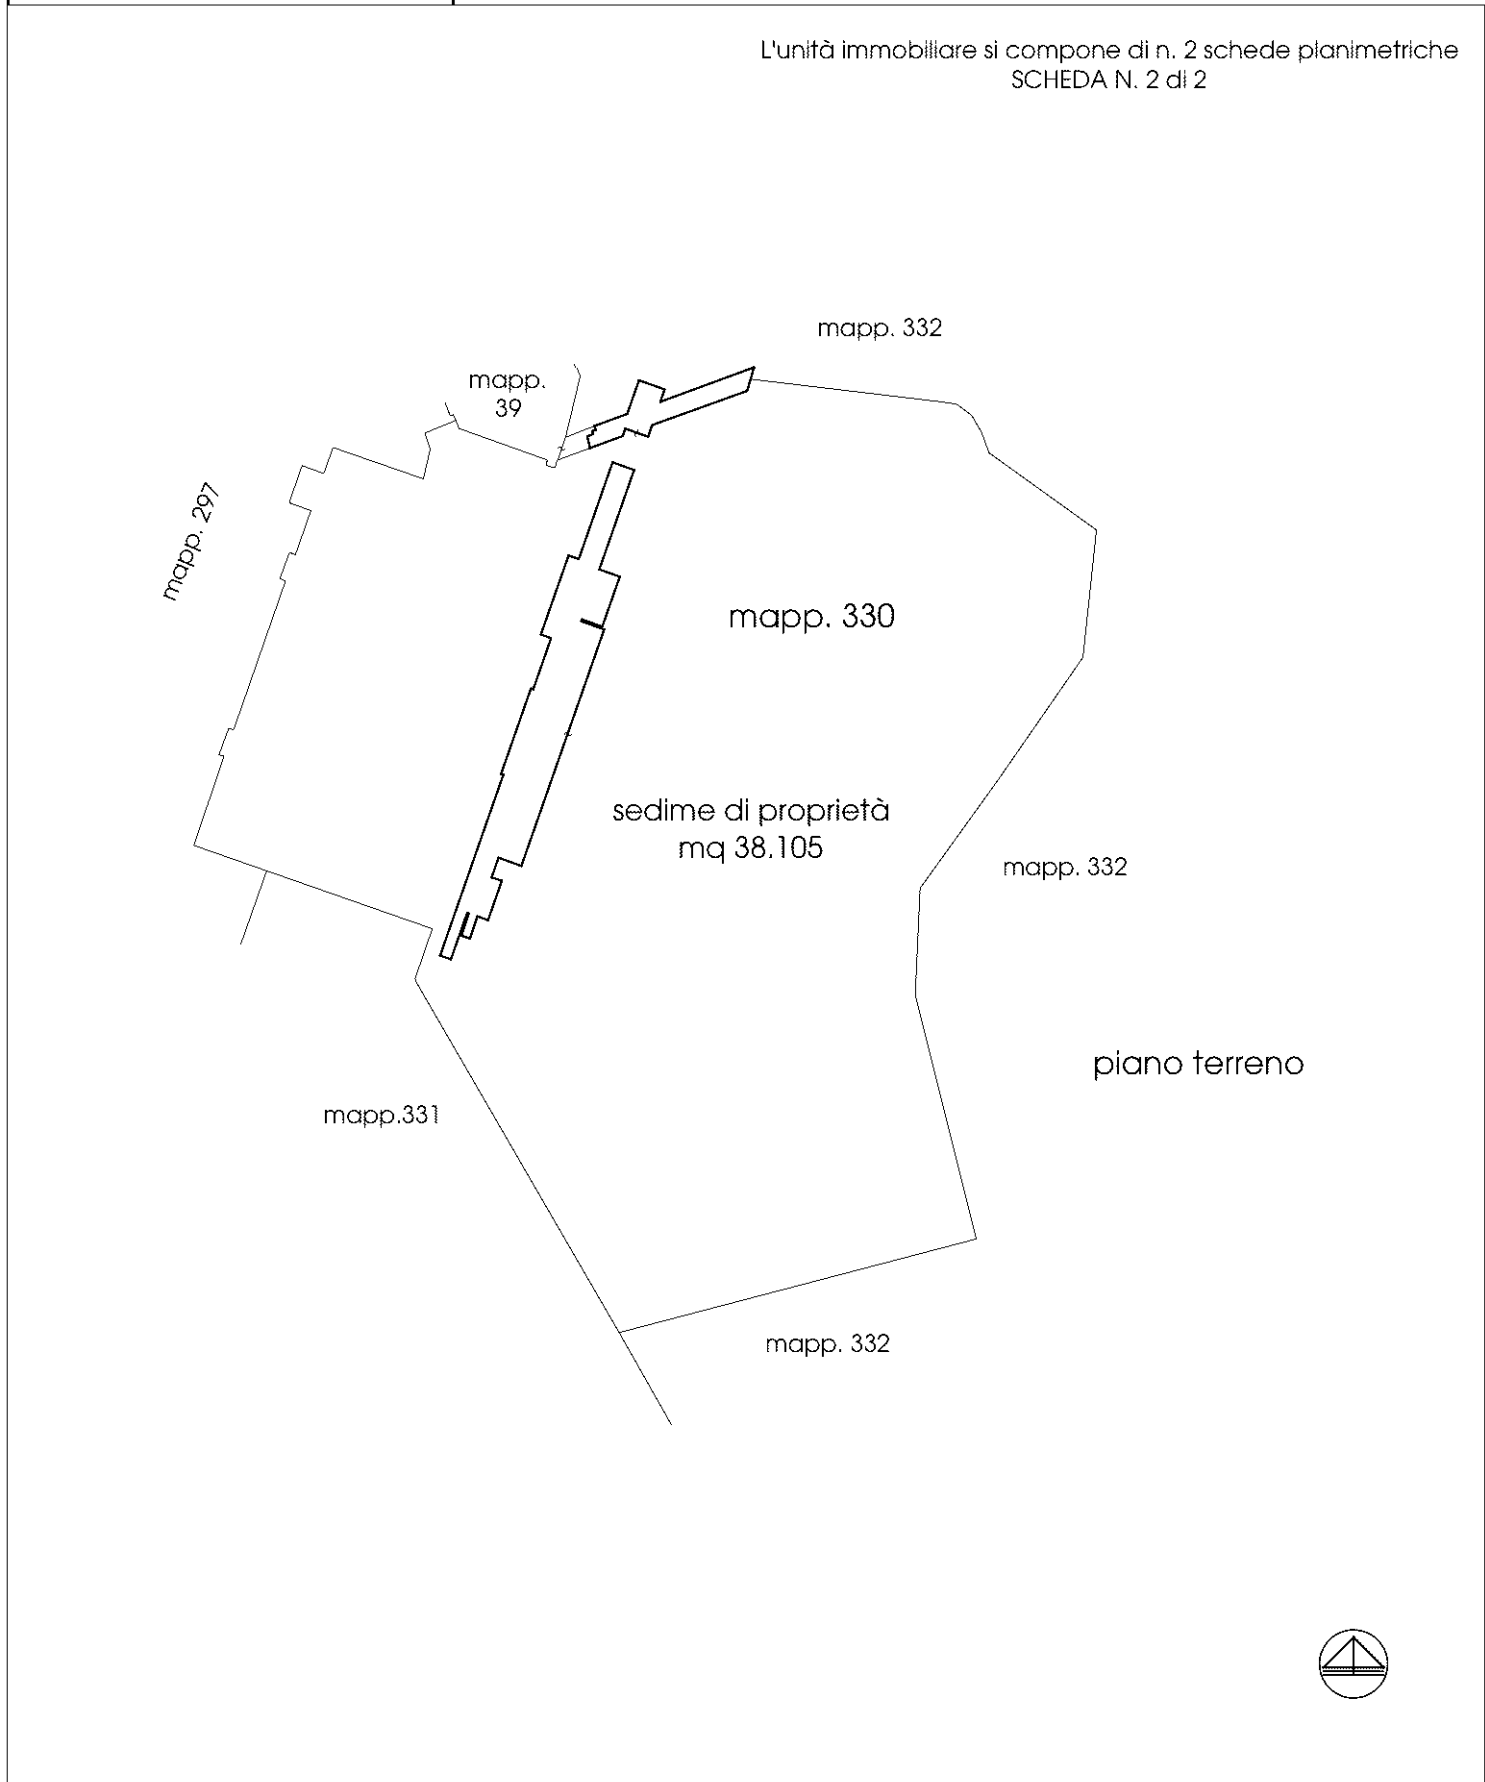 L'unità immobiliare si compone di n. 2 schede planimetriche
SCHEDA N. 2 di 2
mapp. 332
mapp.
39
mapp. 297
mapp. 330
sedime di proprietà
mq 38.105
mapp. 332
piano terreno
mapp.331
mapp. 332